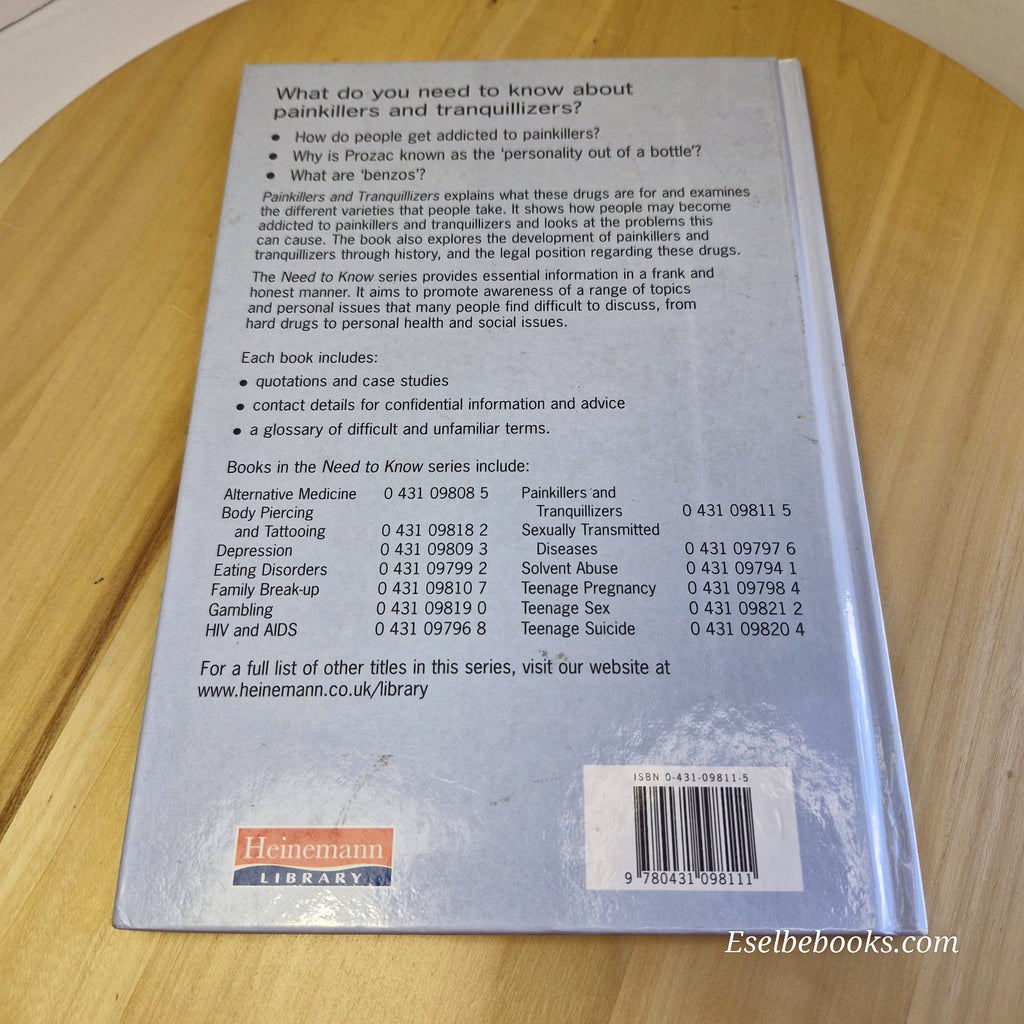 What do you need to know about
painkillers and tranquillizers?
• How do people get addicted to painkillers?
• Why is Prozac known as the 'personality out of a bottle'?
• What are 'benzos'?
Painkillers and Tranquillizers explains what these drugs are for and examines
the different varieties that people take. It shows how people may become
addicted to painkillers and tranquillizers and looks at the problems this
can cause. The book also explores the development of painkillers and
tranquillizers through history, and the legal position regarding these drugs.
The Need to Know series provides essential information in a frank and
honest manner. It aims to promote awareness of a range of topics
and personal issues that many people find difficult to discuss, from
hard drugs to personal health and social issues.
Each book includes:
• quotations and case studies
• contact details for confidential information and advice
• a glossary of difficult and unfamiliar terms.
Books in the Need to Know series include:
Alternative Medicine 0 431 09808 5
Body Piercing
and Tattooing 0 431 09818 2
Depression 0 431 09809 3
Eating Disorders 0 431 09799 2
Family Break-up 0 431 09810 7
Gambling 0 431 09819 0
HIV and AIDS 0 431 09796 8
Painkillers and
Tranquillizers 0 431 09811 5
Sexually Transmitted
Diseases 0 431 09797 6
Solvent Abuse 0 431 09794 1
Teenage Pregnancy 0 431 09798 4
Teenage Sex 0 431 09821 2
Teenage Suicide 0 431 09820 4
For a full list of other titles in this series, visit our website at
www.heinemann.co.uk/library
ISBN 0-431-09811-5
9 780431 098111
Heinemann
LIBRARY
Eselbebooks.com